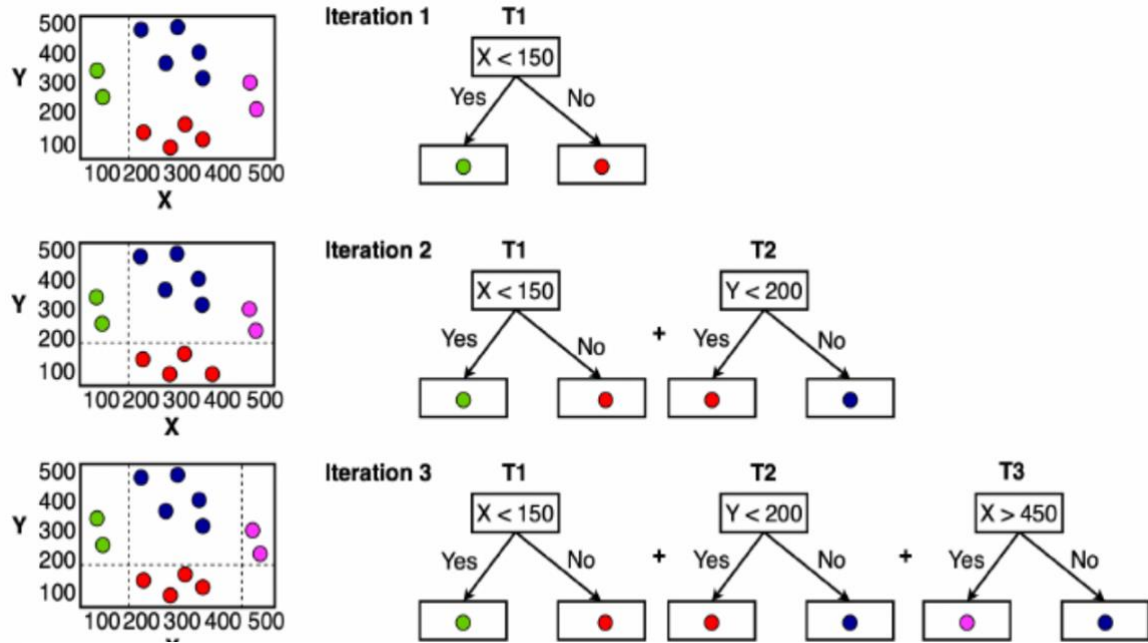 Iteration 1 T1
500
400
Y 300
200
100
100 200 300 400 500
X
X < 150
Yes No
Iteration 2 T1 T2
500
400
Y 300
200
100
100 200 300 400 500
X
X < 150 Y < 200
Yes No + Yes No
Iteration 3 T1 T2 T3
500
400
Y 300
200
100
100 200 300 400 500
X
X < 150 Y < 200 X > 450
Yes No + Yes No + Yes No